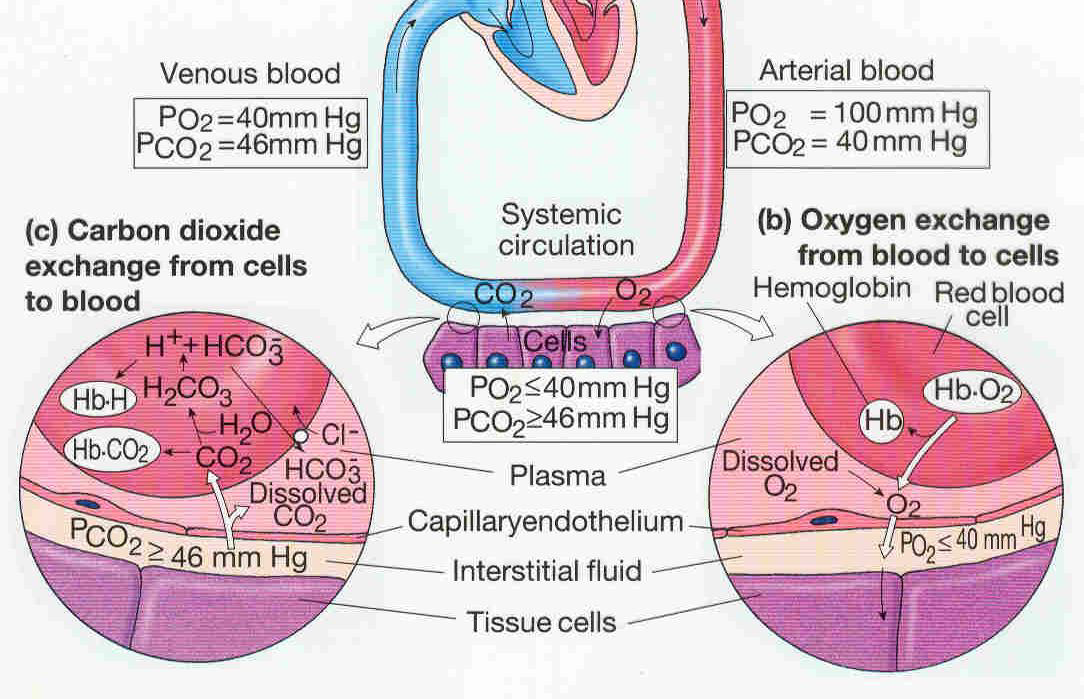 Venous blood
PO2=40mm Hg
PCO2=46mm Hg
Arterial blood
PO2 = 100mm Hg
PCO2= 40mm Hg
Systemic
circulation
(c) Carbon dioxide
exchange from cells
to blood
(b) Oxygen exchange
from blood to cells
CO2
O2
Cells
PO2≤40mm Hg
PCO2≥46mm Hg
Hemoglobin
Red blood
cell
H⁺+HCO3⁻
Hb·H
H2CO3
H2O
Hb·CO2
CO2
Cl-
HCO3⁻
Dissolved
CO2
PCO2≥46 mm Hg
Plasma
Capillaryendothelium
Interstitial fluid
Tissue cells
Hb·O2
Hb
Dissolved
O2
O2
PO2≤40 mm Hg